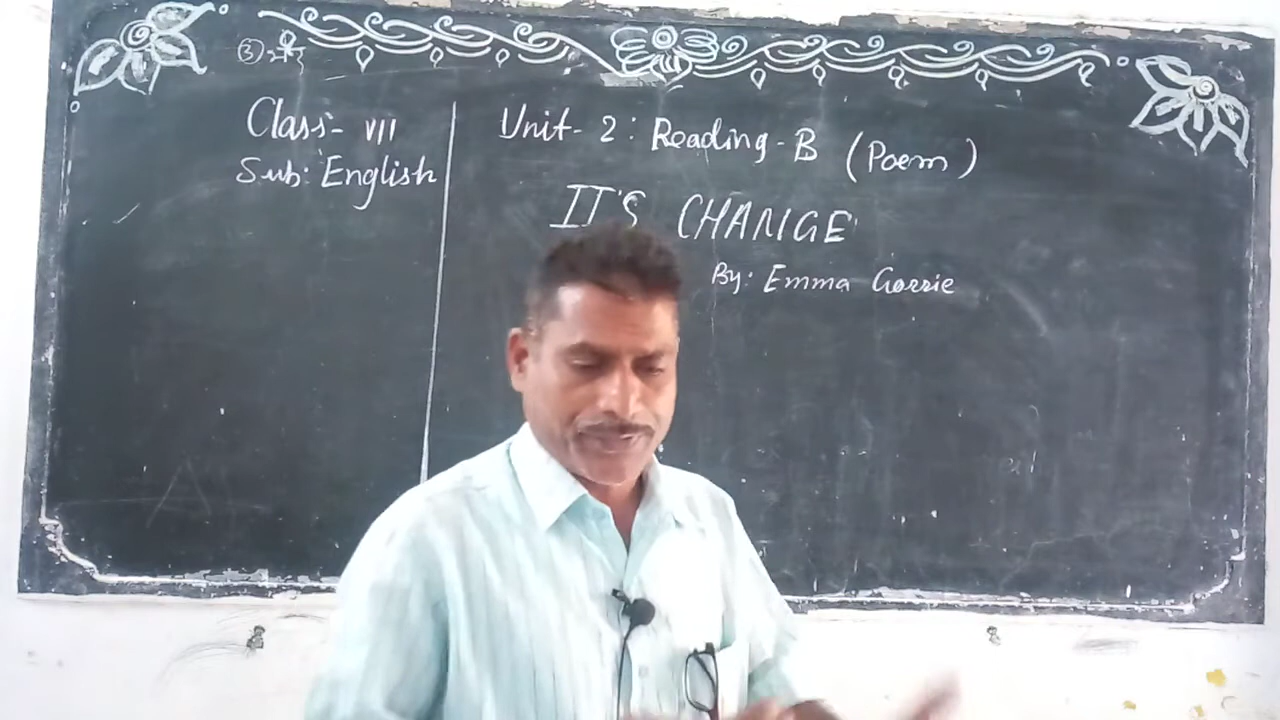 Class - VII
Sub: English
Unit - 2: Reading - B (Poem)
IT'S CHANGE
By: Emma Gorrie